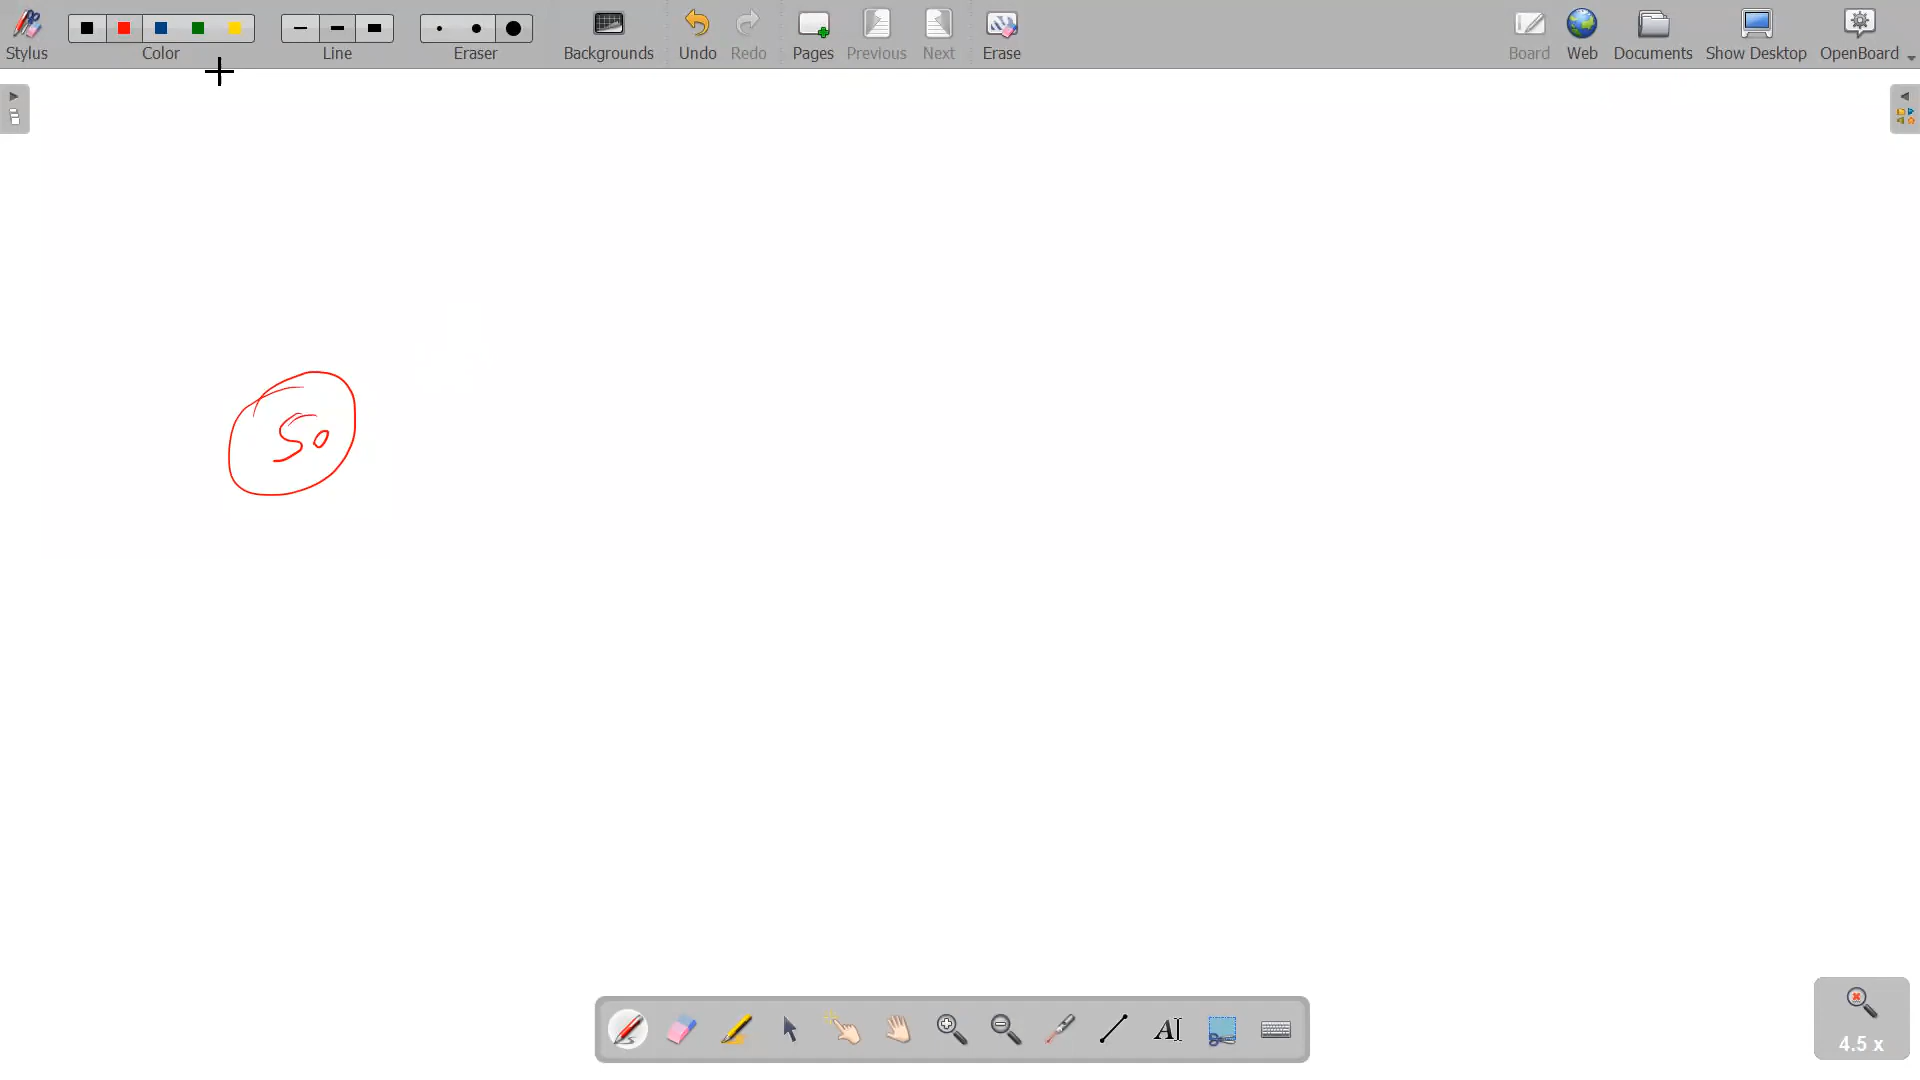 Stylus Color Line Eraser Backgrounds Undo Redo Pages Previous Next Erase Board Web Documents Show Desktop OpenBoard
50
4.5 x